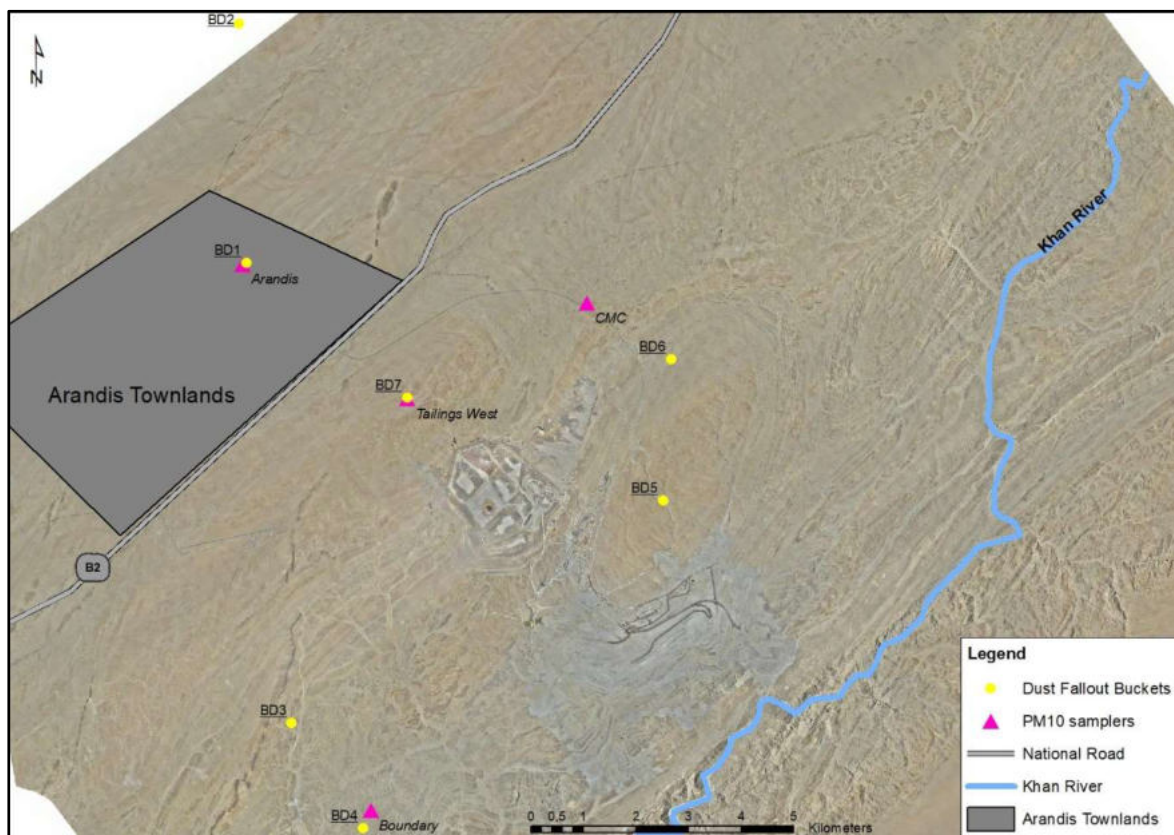 BD2
N
BD1
Arandis
Khan River
CMC
BD6
Arandis Townlands
BD7
Tailings West
BD5
B2
BD3
BD4
Boundary
0 0,5 1 2 3 4 5
Kilometers
Legend
Dust Fallout Buckets
PM10 samplers
National Road
Khan River
Arandis Townlands